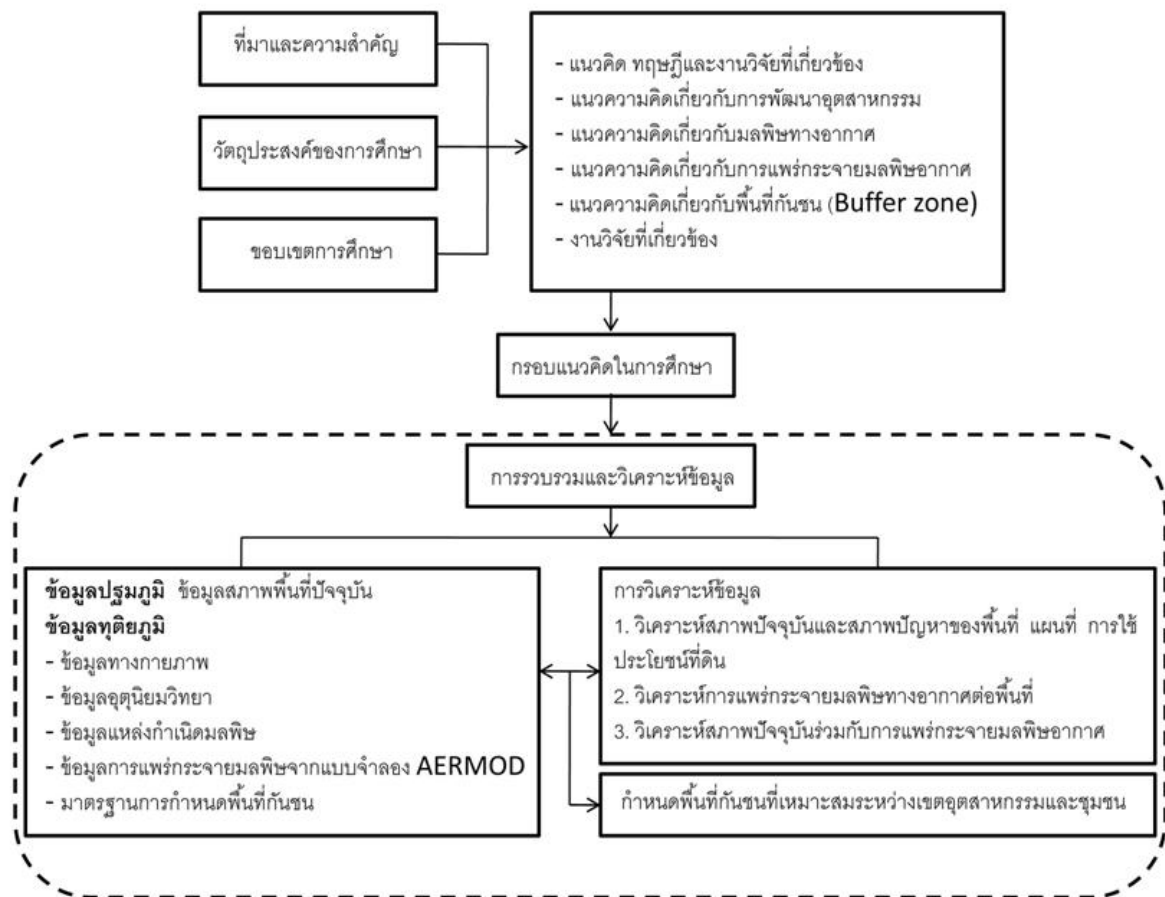 ที่มาและความสำคัญ
วัตถุประสงค์ของการศึกษา
ขอบเขตการศึกษา
- แนวคิด ทฤษฎีและงานวิจัยที่เกี่ยวข้อง
- แนวความคิดเกี่ยวกับการพัฒนาอุตสาหกรรม
- แนวความคิดเกี่ยวกับมลพิษทางอากาศ
- แนวความคิดเกี่ยวกับการแพร่กระจายมลพิษอากาศ
- แนวความคิดเกี่ยวกับพื้นที่กันชน (Buffer zone)
- งานวิจัยที่เกี่ยวข้อง
กรอบแนวคิดในการศึกษา
การรวบรวมและวิเคราะห์ข้อมูล
ข้อมูลปฐมภูมิ ข้อมูลสภาพพื้นที่ปัจจุบัน
ข้อมูลทุติยภูมิ
- ข้อมูลทางกายภาพ
- ข้อมูลอุตุนิยมวิทยา
- ข้อมูลแหล่งกำเนิดมลพิษ
- ข้อมูลการแพร่กระจายมลพิษจากแบบจำลอง AERMOD
- มาตรฐานการกำหนดพื้นที่กันชน
การวิเคราะห์ข้อมูล
1. วิเคราะห์สภาพปัจจุบันและสภาพปัญหาของพื้นที่ แผนที่ การใช้
ประโยชน์ที่ดิน
2. วิเคราะห์การแพร่กระจายมลพิษทางอากาศต่อพื้นที่
3. วิเคราะห์สภาพปัจจุบันร่วมกับการแพร่กระจายมลพิษอากาศ
กำหนดพื้นที่กันชนที่เหมาะสมระหว่างเขตอุตสาหกรรมและชุมชน